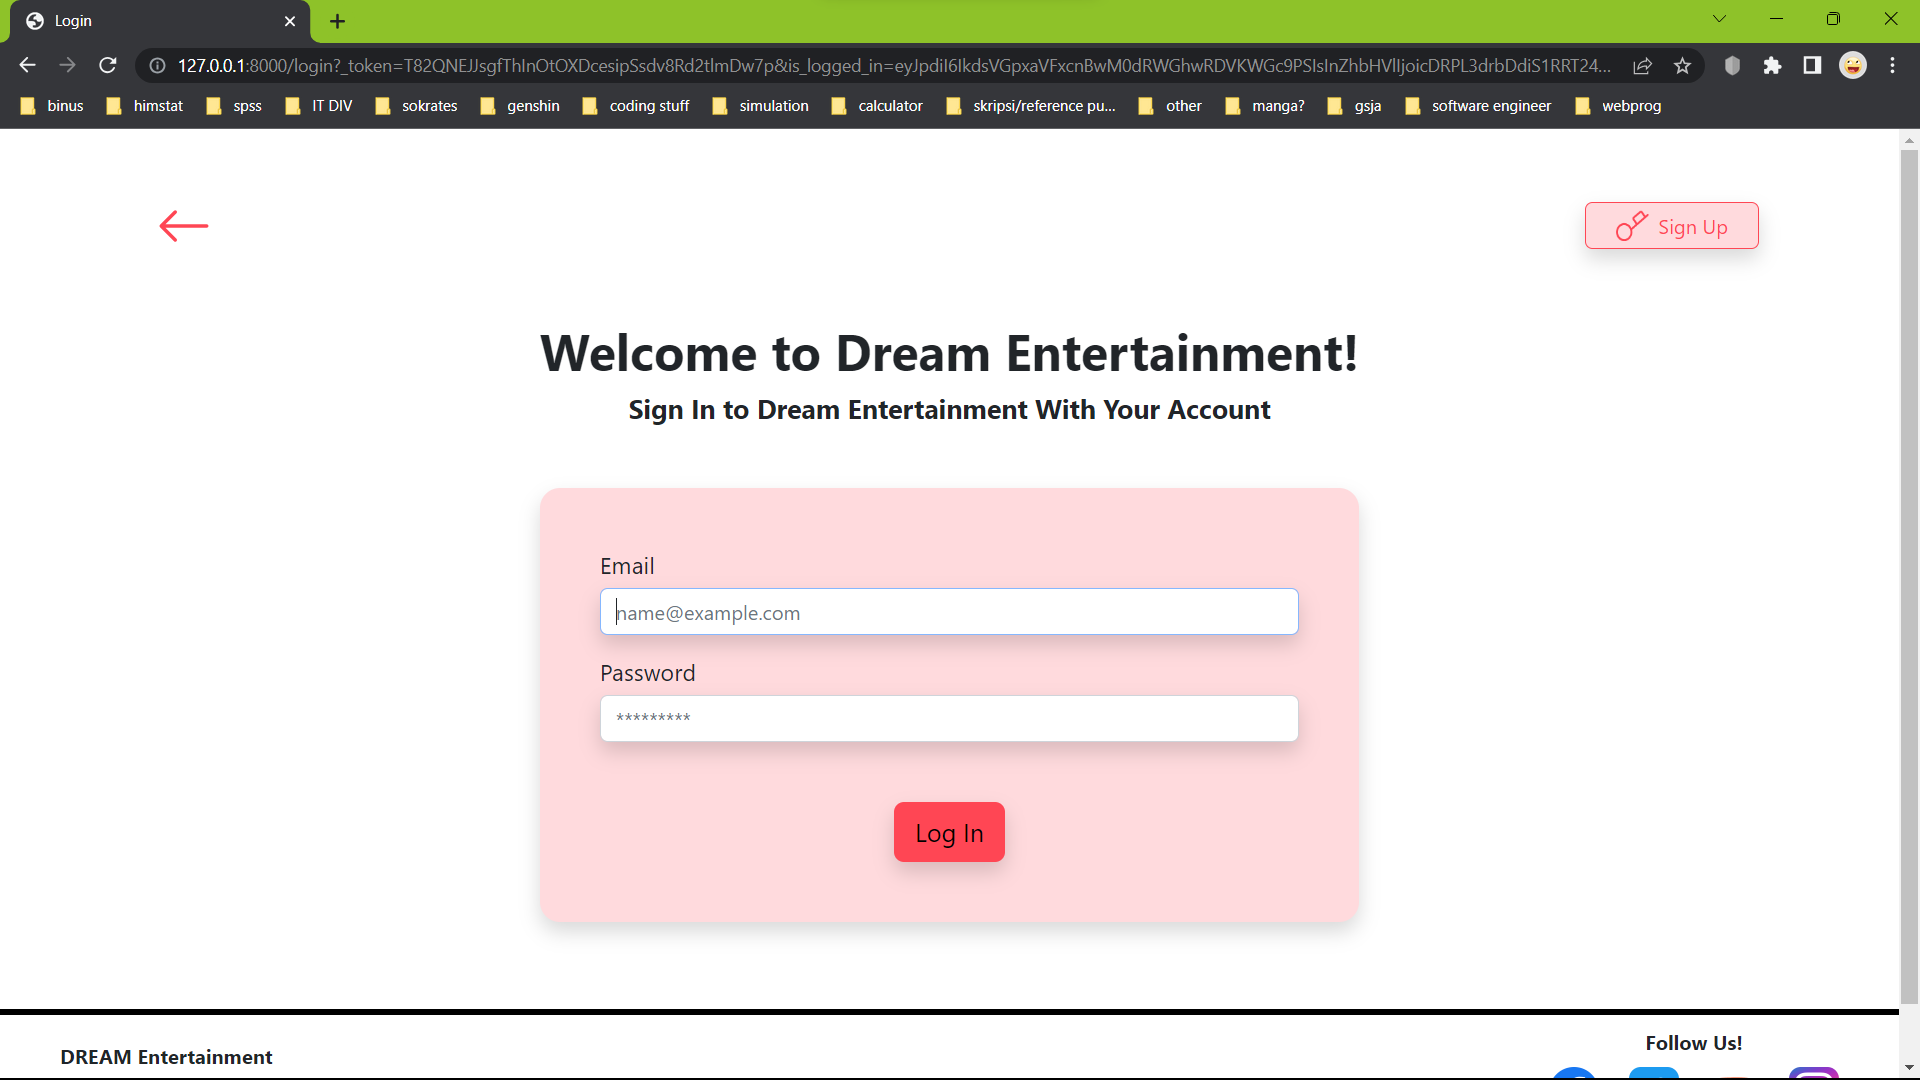 Login
127.0.0.1:8000/login?_token=T82QNEJJsgfThInOtOXDcesipSsdv8Rd2tlmDw7p&is_logged_in=eyJpdiI6IkdsVGpxaVFxcnBwM0dRWGhwRDVKWGc9PSIsInZhbHVlIjoicDRPL3drbDdiS1RRT24...
binus himstat spss IT DIV sokrates genshin coding stuff simulation calculator skripsi/reference pu... other manga? gsja software engineer webprog
Sign Up
Welcome to Dream Entertainment!
Sign In to Dream Entertainment With Your Account
Email
name@example.com
Password
*********
Log In
Follow Us!
DREAM Entertainment